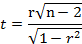 t = r√n − 2 / √1 − r²